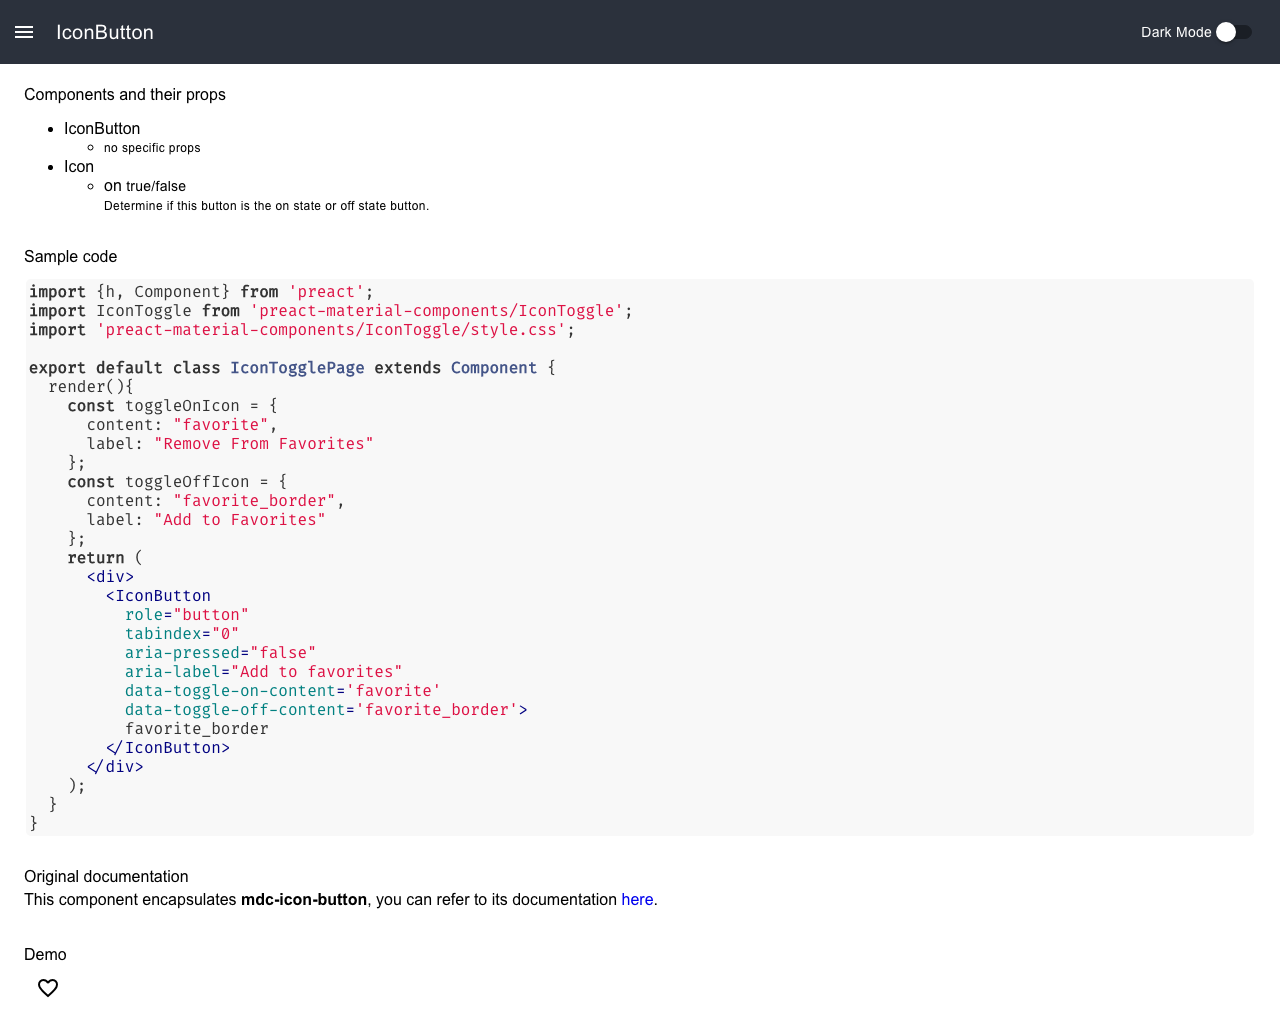 IconButton
Dark Mode
Components and their props
IconButton
no specific props
Icon
on true/false
Determine if this button is the on state or off state button.
Sample code
import {h, Component} from 'preact';
import IconToggle from 'preact-material-components/IconToggle';
import 'preact-material-components/IconToggle/style.css';
export default class IconTogglePage extends Component {
render(){
const toggleOnIcon = {
content: "favorite",
label: "Remove From Favorites"
};
const toggleOffIcon = {
content: "favorite_border",
label: "Add to Favorites"
};
return (
<div>
<IconButton
role="button"
tabindex="0"
aria-pressed="false"
aria-label="Add to favorites"
data-toggle-on-content='favorite'
data-toggle-off-content='favorite_border'>
favorite_border
</IconButton>
</div>
);
}
}
Original documentation
This component encapsulates mdc-icon-button, you can refer to its documentation here.
Demo